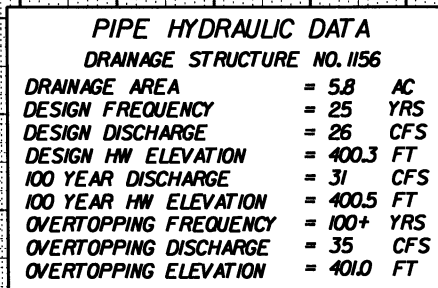 PIPE HYDRAULIC DATA
DRAINAGE STRUCTURE NO. 1156
DRAINAGE AREA = 5.8 AC
DESIGN FREQUENCY = 25 YRS
DESIGN DISCHARGE = 26 CFS
DESIGN HW ELEVATION = 400.3 FT
100 YEAR DISCHARGE = 31 CFS
100 YEAR HW ELEVATION = 400.5 FT
OVERTOPPING FREQUENCY = 100+ YRS
OVERTOPPING DISCHARGE = 35 CFS
OVERTOPPING ELEVATION = 401.0 FT